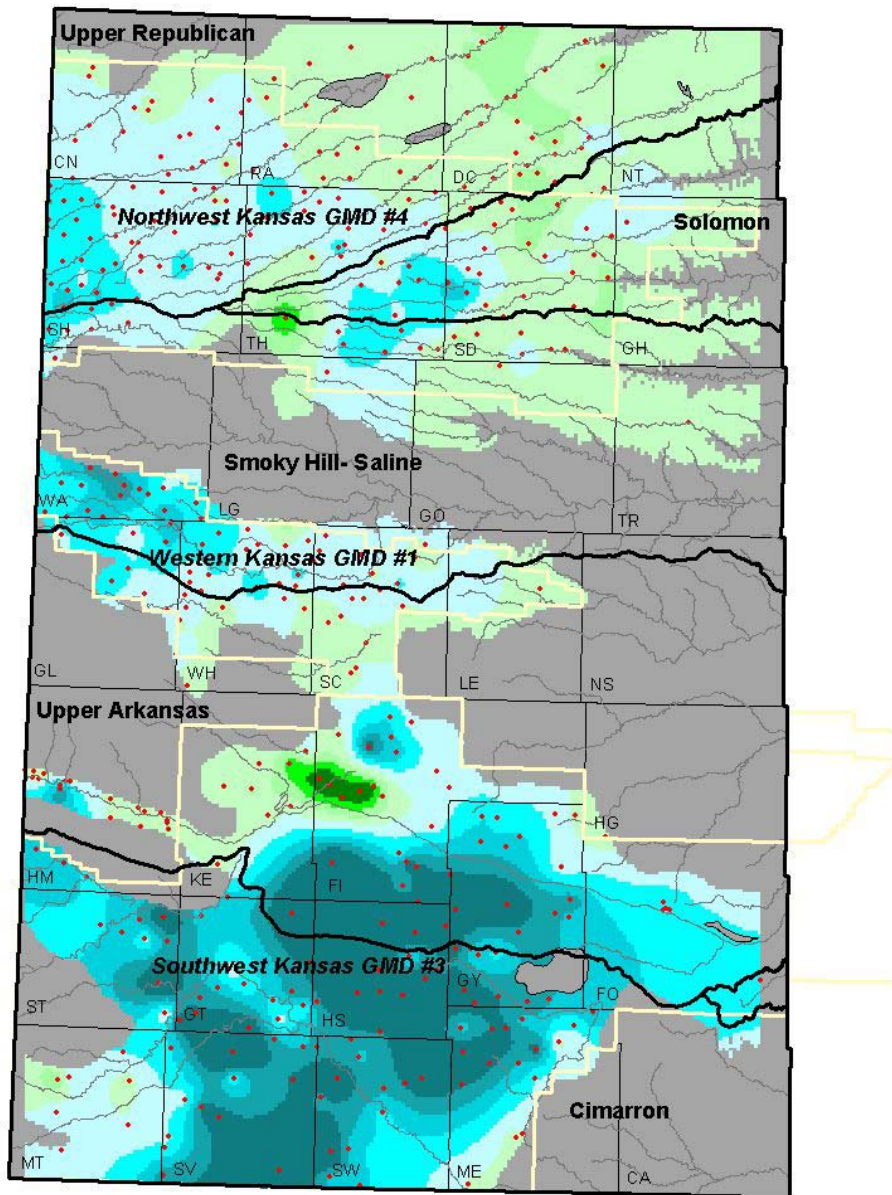 Upper Republican
CN
RA
DC
NT
Northwest Kansas GMD #4
Solomon
SH
TH
SD
GH
Smoky Hill- Saline
WA
LG
GO
TR
Western Kansas GMD #1
GL
WH
SC
LE
NS
Upper Arkansas
HG
HM
KE
FI
Southwest Kansas GMD #3
GY
FO
ST
GT
HS
Cimarron
MT
SV
SW
ME
CA